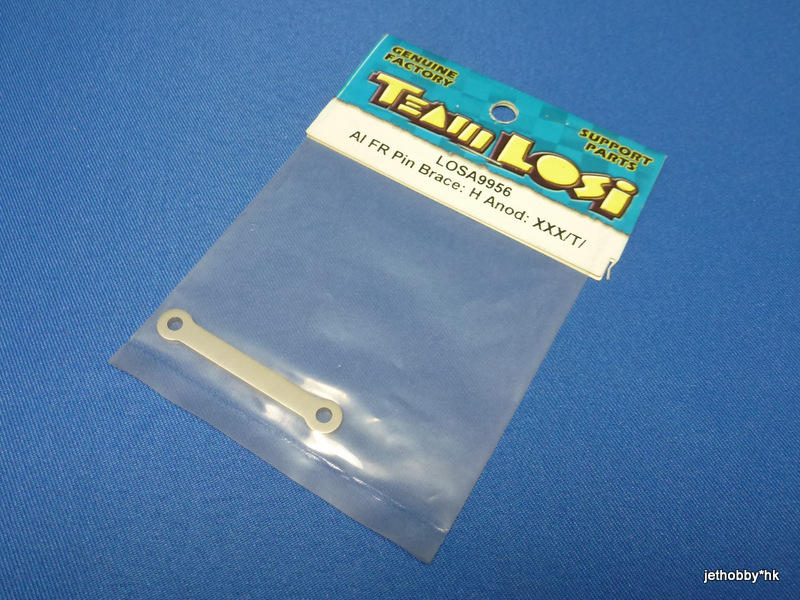 GENUINE
FACTORY
TEAM LOSI
SUPPORT
PARTS
LOSA9956
Al FR Pin Brace: H Anod: XXX/T/
jethobby*hk